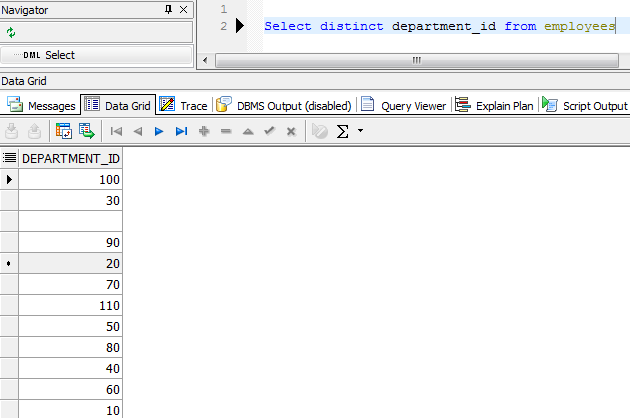 Navigator
1
2 Select distinct department_id from employees
DML Select
Data Grid
Messages Data Grid Trace DBMS Output (disabled) Query Viewer Explain Plan Script Output
DEPARTMENT_ID
100
30
90
20
70
110
50
80
40
60
10